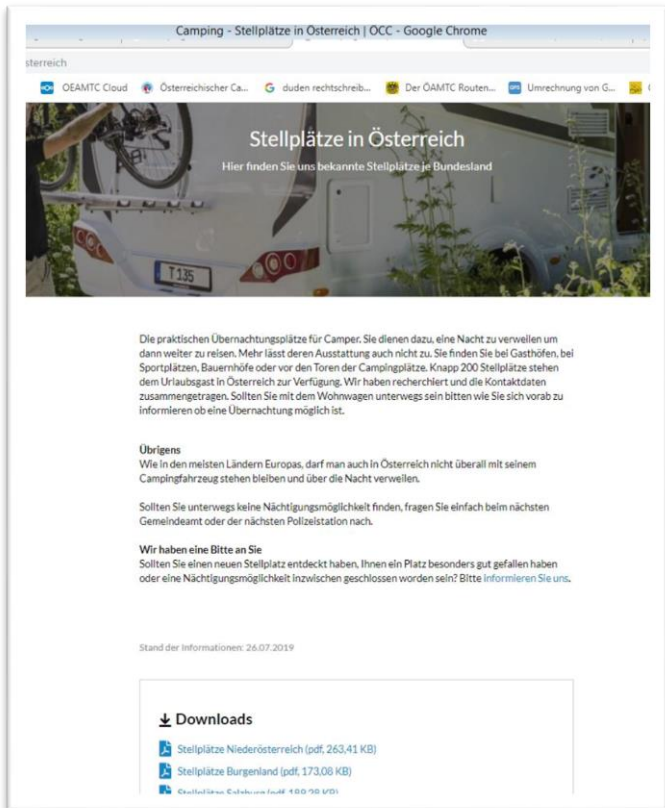 Camping - Stellplätze in Österreich | OCC - Google Chrome
sterreich
OEAMTC Cloud Österreichischer Ca... duden rechtschreib... Der ÖAMTC Routen... Umrechnung von G...
Stellplätze in Österreich
Hier finden Sie uns bekannte Stellplätze je Bundesland
T 135
Die praktischen Übernachtungsplätze für Camper. Sie dienen dazu, eine Nacht zu verweilen um
dann weiter zu reisen. Mehr lässt deren Ausstattung auch nicht zu. Sie finden Sie bei Gasthöfen, bei
Sportplätzen, Bauernhöfe oder vor den Toren der Campingplätze. Knapp 200 Stellplätze stehen
dem Urlaubsgast in Österreich zur Verfügung. Wir haben recherchiert und die Kontaktdaten
zusammengetragen. Sollten Sie mit dem Wohnwagen unterwegs sein bitten wie Sie sich vorab zu
informieren ob eine Übernachtung möglich ist.
Übrigens
Wie in den meisten Ländern Europas, darf man auch in Österreich nicht überall mit seinem
Campingfahrzeug stehen bleiben und über die Nacht verweilen.
Sollten Sie unterwegs keine Nächtigungsmöglichkeit finden, fragen Sie einfach beim nächsten
Gemeindeamt oder der nächsten Polizeistation nach.
Wir haben eine Bitte an Sie
Sollten Sie einen neuen Stellplatz entdeckt haben, Ihnen ein Platz besonders gut gefallen haben
oder eine Nächtigungsmöglichkeit inzwischen geschlossen worden sein? Bitte informieren Sie uns.
Stand der Informationen: 26.07.2019
Downloads
Stellplätze Niederösterreich (pdf, 263,41 KB)
Stellplätze Burgenland (pdf, 173,08 KB)
Stellplätze Salzburg (pdf, 189,28 KB)